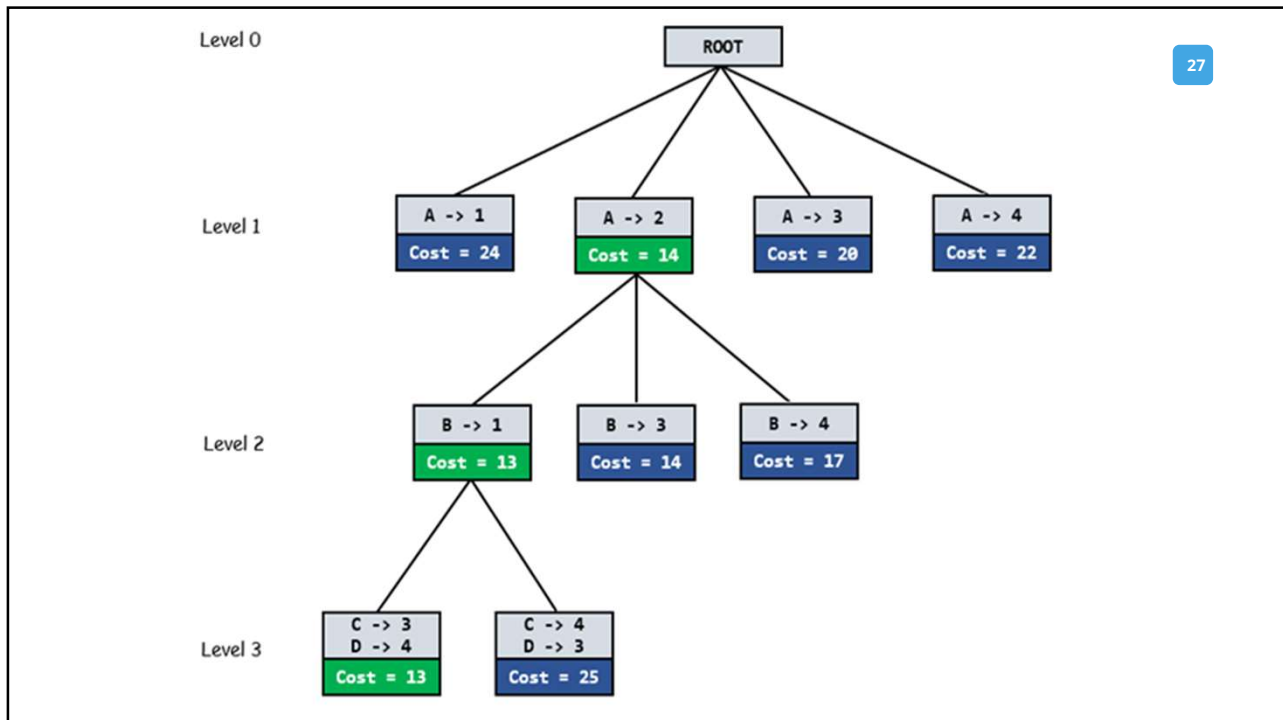 Level 0
ROOT
27
Level 1
A -> 1
Cost = 24
A -> 2
Cost = 14
A -> 3
Cost = 20
A -> 4
Cost = 22
Level 2
B -> 1
Cost = 13
B -> 3
Cost = 14
B -> 4
Cost = 17
Level 3
C -> 3
D -> 4
Cost = 13
C -> 4
D -> 3
Cost = 25